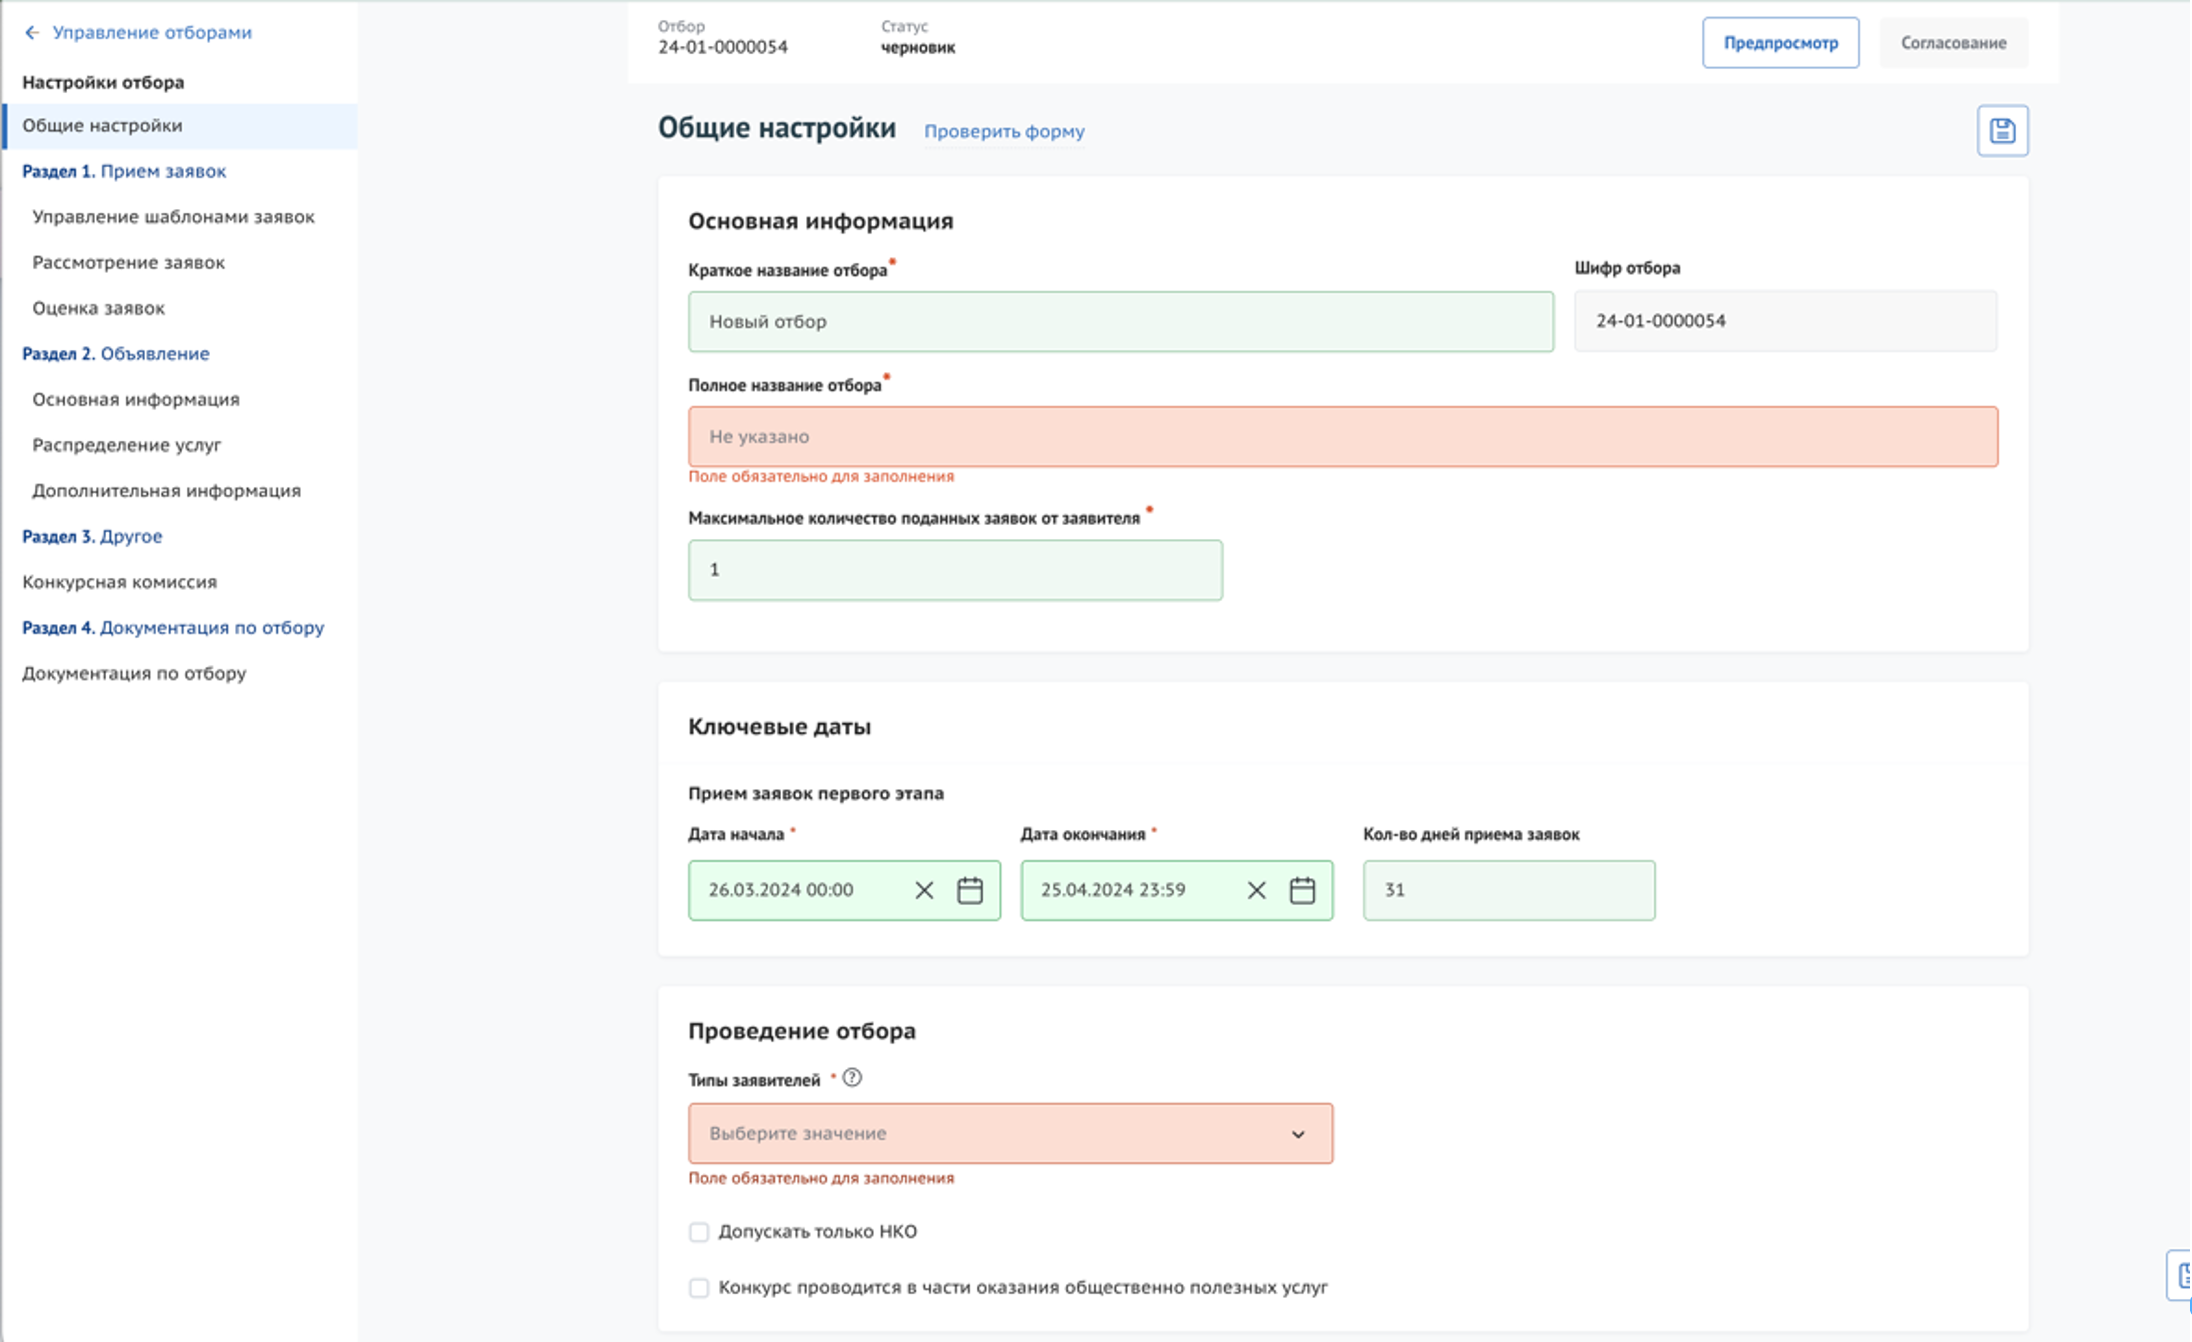 ← Управление отборами
Настройки отбора
Общие настройки
Раздел 1. Прием заявок
Управление шаблонами заявок
Рассмотрение заявок
Оценка заявок
Раздел 2. Объявление
Основная информация
Распределение услуг
Дополнительная информация
Раздел 3. Другое
Конкурсная комиссия
Раздел 4. Документация по отбору
Документация по отбору
Отбор
24-01-0000054
Статус
черновик
Предпросмотр
Согласование
Общие настройки
Проверить форму
Основная информация
Краткое название отбора*
Новый отбор
Шифр отбора
24-01-0000054
Полное название отбора*
Не указано
Поле обязательно для заполнения
Максимальное количество поданных заявок от заявителя *
1
Ключевые даты
Прием заявок первого этапа
Дата начала *
26.03.2024 00:00
Дата окончания *
25.04.2024 23:59
Кол-во дней приема заявок
31
Проведение отбора
Типы заявителей * ?
Выберите значение
Поле обязательно для заполнения
Допускать только НКО
Конкурс проводится в части оказания общественно полезных услуг